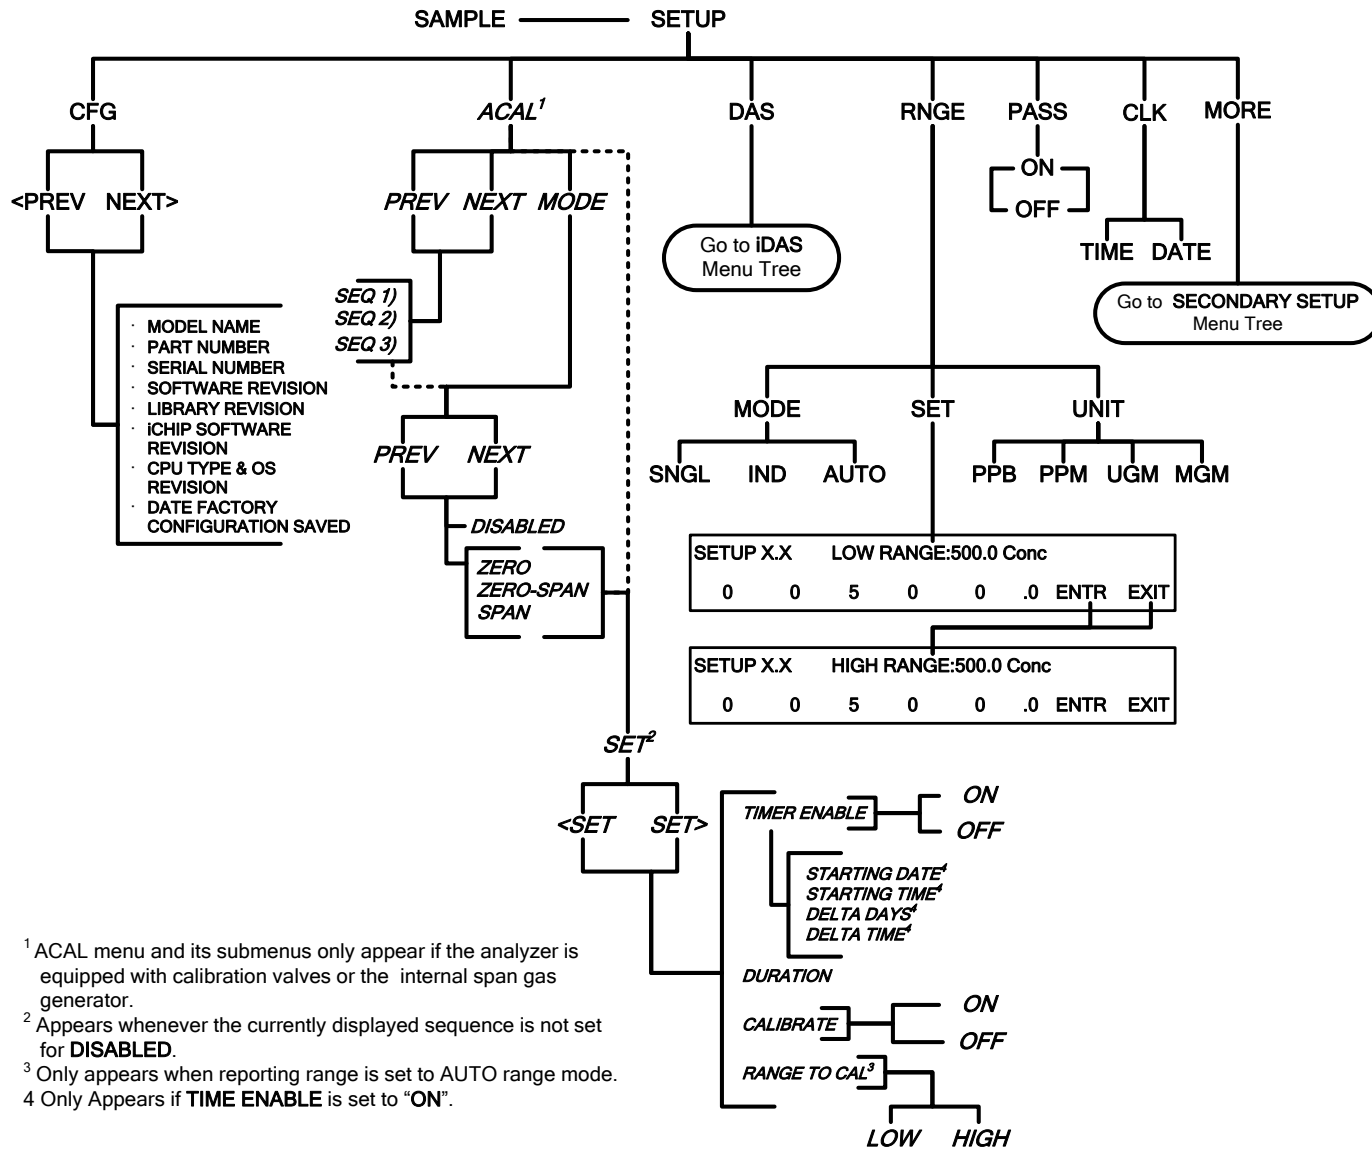 SAMPLE SETUP
CFG ACAL1 DAS RNGE PASS CLK MORE
ON
OFF
<PREV NEXT> PREV NEXT MODE
TIME DATE
Go to iDAS
Menu Tree
Go to SECONDARY SETUP
Menu Tree
SEQ 1)
SEQ 2)
SEQ 3)
· MODEL NAME
· PART NUMBER
· SERIAL NUMBER
· SOFTWARE REVISION
· LIBRARY REVISION
· iCHIP SOFTWARE
REVISION
· CPU TYPE & OS
REVISION
· DATE FACTORY
CONFIGURATION SAVED
PREV NEXT
DISABLED
ZERO
ZERO-SPAN
SPAN
MODE SET UNIT
SNGL IND AUTO PPB PPM UGM MGM
SETUP X.X LOW RANGE:500.0 Conc
0 0 5 0 0 .0 ENTR EXIT
SETUP X.X HIGH RANGE:500.0 Conc
0 0 5 0 0 .0 ENTR EXIT
SET2
<SET SET>
TIMER ENABLE
ON
OFF
STARTING DATE4
STARTING TIME4
DELTA DAYS4
DELTA TIME4
DURATION
CALIBRATE
ON
OFF
RANGE TO CAL3
LOW HIGH
1 ACAL menu and its submenus only appear if the analyzer is
equipped with calibration valves or the internal span gas
generator.
2 Appears whenever the currently displayed sequence is not set
for DISABLED.
3 Only appears when reporting range is set to AUTO range mode.
4 Only Appears if TIME ENABLE is set to “ON”.